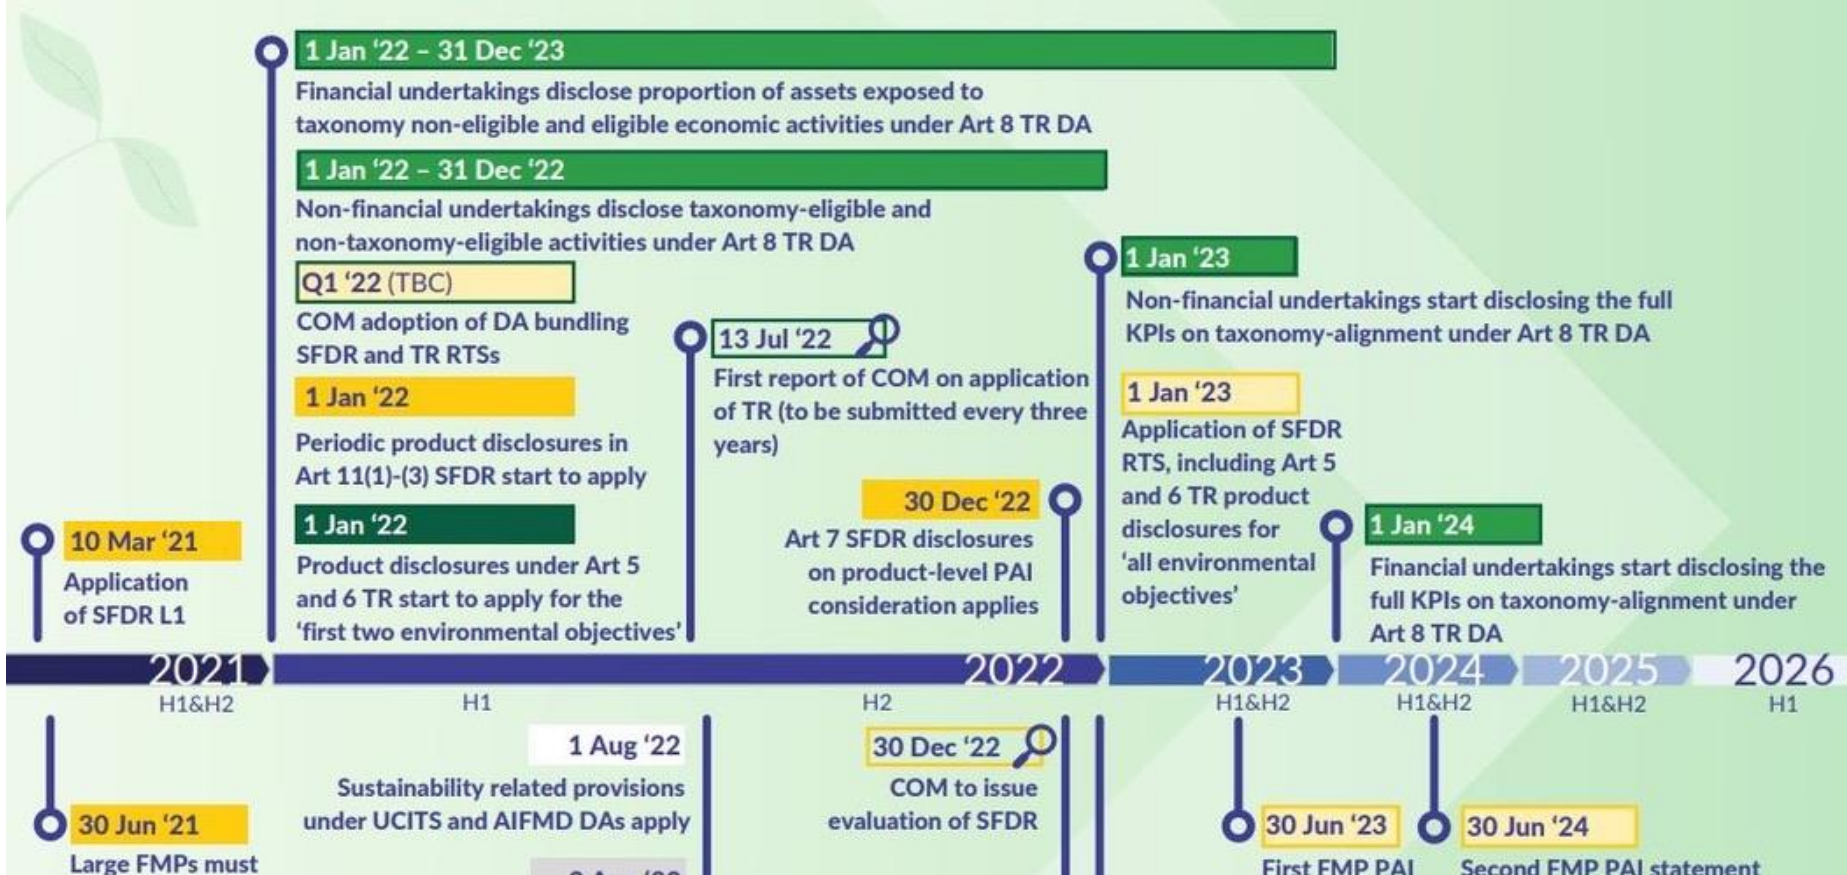 1 Jan ‘22 – 31 Dec ‘23
Financial undertakings disclose proportion of assets exposed to
taxonomy non-eligible and eligible economic activities under Art 8 TR DA
1 Jan ‘22 – 31 Dec ‘22
Non-financial undertakings disclose taxonomy-eligible and
non-taxonomy-eligible activities under Art 8 TR DA
Q1 ‘22 (TBC)
COM adoption of DA bundling
SFDR and TR RTSs
1 Jan ‘22
Periodic product disclosures in
Art 11(1)-(3) SFDR start to apply
1 Jan ‘22
Product disclosures under Art 5
and 6 TR start to apply for the
‘first two environmental objectives’
10 Mar ‘21
Application
of SFDR L1
13 Jul ‘22
First report of COM on application
of TR (to be submitted every three
years)
30 Dec ‘22
Art 7 SFDR disclosures
on product-level PAI
consideration applies
1 Jan ‘23
Non-financial undertakings start disclosing the full
KPIs on taxonomy-alignment under Art 8 TR DA
1 Jan ‘23
Application of SFDR
RTS, including Art 5
and 6 TR product
disclosures for
‘all environmental
objectives’
1 Jan ‘24
Financial undertakings start disclosing the
full KPIs on taxonomy-alignment under
Art 8 TR DA
2021 2022 2023 2024 2025 2026
H1&H2 H1 H2 H1&H2 H1&H2 H1&H2 H1
30 Jun ‘21
Large FMPs must
1 Aug ‘22
Sustainability related provisions
under UCITS and AIFMD DAs apply
30 Dec ‘22
COM to issue
evaluation of SFDR
30 Jun ‘23
First FMP PAI
30 Jun ‘24
Second FMP PAI statement